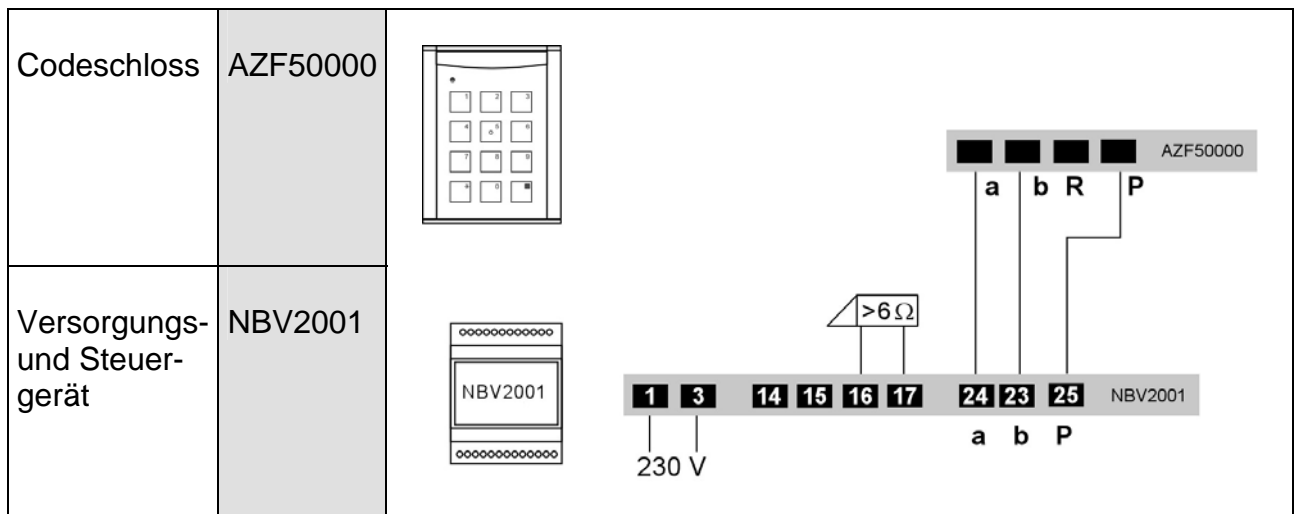 Codeschloss
AZF50000
1 2 3
4 5 6
7 8 9
* 0
AZF50000
a b R P
Versorgungs-
und Steuer-
gerät
NBV2001
NBV2001
>6 Ω
1 3 14 15 16 17 24 23 25 NBV2001
a b P
230 V